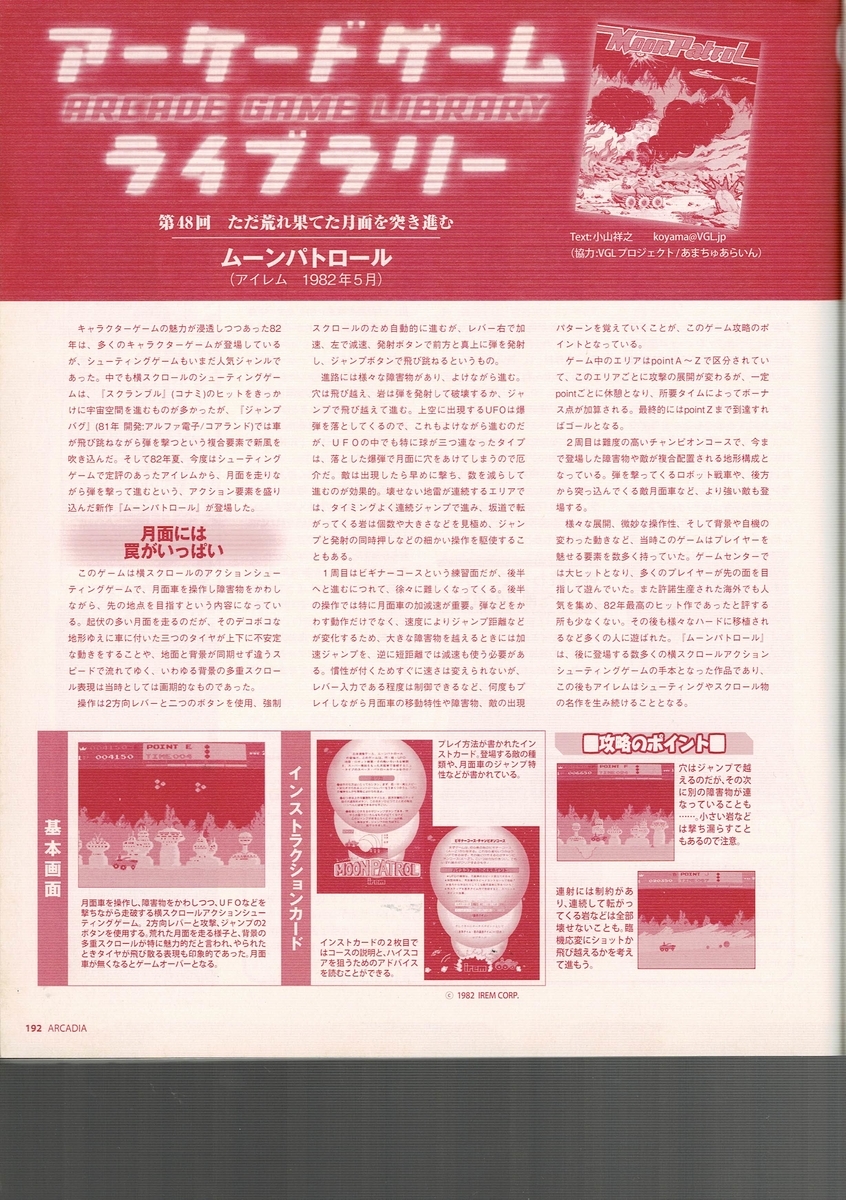 アーケードゲーム
ARCADE GAME LIBRARY
ライブラリー
Moon Patrol
第48回 ただ荒れ果てた月面を突き進む
ムーンパトロール
(アイレム 1982年5月)
Text:小山祥之 koyama@VGL.jp
(協力:VGLプロジェクト/あまちゅあらいん)
キャラクターゲームの魅力が浸透しつつあった82
年は、多くのキャラクターゲームが登場している
が、シューティングゲームもいまだ人気ジャンルで
あった。中でも横スクロールのシューティングゲー
ムは、『スクランブル』(コナミ)のヒットをきっか
けに宇宙空間を進むものが多かったが、『ジャンプ
バグ』(81年 開発:アルファ電子/コアランド)では車
が飛び跳ねながら弾を撃つという複合要素で新風を
吹き込んだ。そして82年夏、今度はシューティング
ゲームで定評のあったアイレムから、月面を走りな
がら弾を撃って進むという、アクション要素を盛り
込んだ新作『ムーンパトロール』が登場した。
月面には
罠がいっぱい
このゲームは横スクロールのアクションシュー
ティングゲームで、月面車を操作し障害物をかわし
ながら、先の地点を目指すという内容になってい
る。起伏の多い月面を走るのだが、そのデコボコな
地形ゆえに車に付いた三つのタイヤが上下に不安定
な動きをすることや、地面と背景が同期せず違うス
ピードで流れてゆく、いわゆる背景の多重スクロー
ル表現は当時としては画期的なものであった。
操作は2方向レバーと二つのボタンを使用、強制
スクロールのため自動的に進むが、レバー右で加
速、左で減速、発射ボタンで前方と真上に弾を発射
し、ジャンプボタンで飛び跳ねるというもの。
進路には様々な障害物があり、よけながら進む。
穴は飛び越え、岩は弾を発射して破壊するか、ジャ
ンプで飛び越えて進む。上空に出現するUFOは爆
弾を落としてくるので、これもよけながら進むのだ
が、UFOの中でも特に球が三つ連なったタイプ
は、落とした爆弾で月面に穴をあけてしまうので厄
介だ。敵は出現したら早めに撃ち、数を減らして
進むのが効果的。壊せない地雷が連続するエリアで
は、タイミングよく連続ジャンプで進み、坂道で転
がってくる岩は個数や大きさなどを見極め、ジャン
プと発射の同時押しなどの細かい操作を駆使するこ
ともある。
1周目はビギナーコースという練習面だが、後半
へと進むにつれて、徐々に難しくなってくる。後半
の操作では特に月面車の加減速が重要。弾などをか
わす動作だけでなく、速度によりジャンプ距離など
が変化するため、大きな障害物を越えるときには加
速ジャンプを、逆に短距離では減速も使う必要があ
る。慣性が付くためすぐに速さは変えられないが、
レバー入力である程度は制御できるなど、何度もプ
レイしながら月面車の移動特性や障害物、敵の出現
パターンを覚えていくことが、このゲーム攻略のポ
イントとなっている。
ゲーム中のエリアはpointA〜Zで区分されてい
て、このエリアごとに攻撃の展開が変わるが、一定
pointごとに休憩となり、所要タイムによってボーナ
ス点が加算される。最終的にはpointZまで到達すれ
ばゴールとなる。
2周目は難度の高いチャンピオンコースで、今ま
で登場した障害物や敵が複合配置される地形構成と
なっている。弾を撃ってくるロボット戦車や、後方
から突っ込んでくる敵月面車など、より強い敵も登
場する。
様々な展開、微妙な操作性、そして背景や自機の
変わった動きなど、当時このゲームはプレイヤーを
魅せる要素を数多く持っていた。ゲームセンターで
は大ヒットとなり、多くのプレイヤーが先の面を目
指して遊んでいた。また許諾生産された海外でも人
気を集め、82年最高のヒット作であったと評する
所も少なくない。その後も様々なハードに移植され
るなど多くの人に遊ばれた。『ムーンパトロール』
は、後に登場する数多くの横スクロールアクション
シューティングゲームの手本となった作品であり、
この後もアイレムはシューティングやスクロール物
の名作を生み続けることとなる。
基本画面
POINT E
004150 TIME 004
月面車を操作し、障害物をかわしつつ、UFOなどを
撃ちながら走破する横スクロールアクションシュー
ティングゲーム。2方向レバーと攻撃、ジャンプの2
ボタンを使用する。荒れた月面を走る様子と、背景の
多重スクロールが特に魅力的だと言われ、やられた
ときタイヤが飛び散る表現も印象的であった。月面
車が無くなるとゲームオーバーとなる。
インストラクションカード
プレイ方法が書かれたイン
ストカード。登場する敵の種
類や、月面車のジャンプ特
性などが書かれている。
MOON PATROL
irem
ビギナーコース・チャンピオンコース
irem
インストカードの2枚目で
はコースの説明と、ハイスコ
アを狙うためのアドバイス
を読むことができる。
© 1982 IREM CORP.
■攻略のポイント■
POINT F
穴はジャンプで越
えるのだが、その次
に別の障害物が連
なっていることも
……。小さい岩など
は撃ち漏らすこと
もあるので注意。
連射には制約があ
り、連続して転がっ
てくる岩などは全部
壊せないことも。臨
機応変にショットか
飛び越えるかを考え
て進もう。
POINT
192 ARCADIA